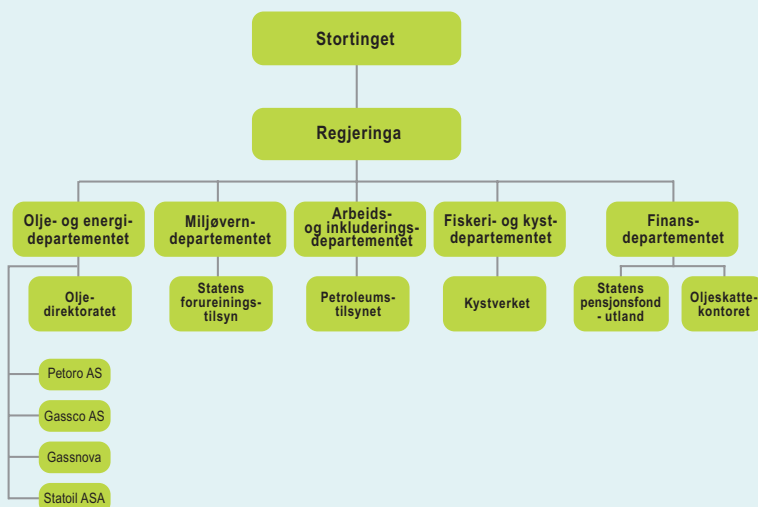 Stortinget
Regjeringa
Olje- og energi-
departementet
Miljøvern-
departementet
Arbeids-
og inkluderings-
departementet
Fiskeri- og kyst-
departementet
Finans-
departementet
Olje-
direktoratet
Statens
forureinings-
tilsyn
Petroleums-
tilsynet
Kystverket
Statens
pensjonsfond
- utland
Oljeskatte-
kontoret
Petoro AS
Gassco AS
Gassnova
Statoil ASA